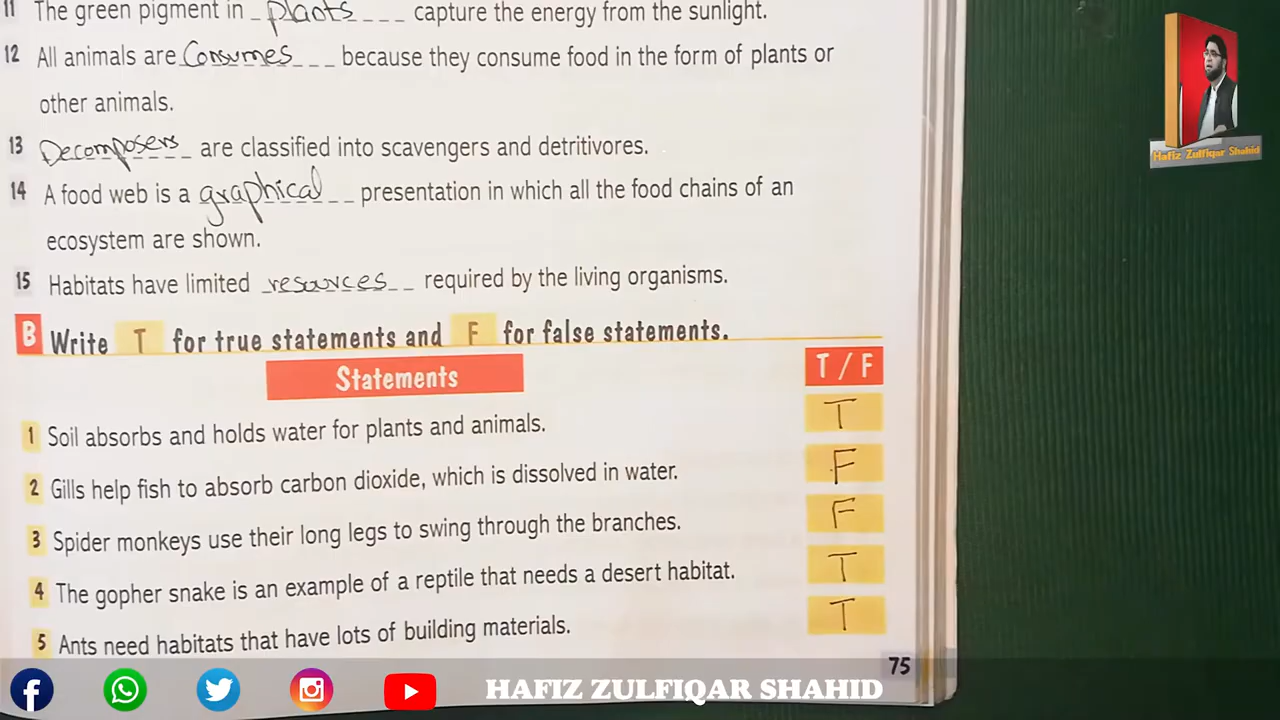 11 The green pigment in _plants_ _ _ capture the energy from the sunlight.
12 All animals are Consumes _ _ _ because they consume food in the form of plants or
other animals.
13 Decomposers _ are classified into scavengers and detritivores.
14 A food web is a graphical _ _ presentation in which all the food chains of an
ecosystem are shown.
15 Habitats have limited resources _ _ required by the living organisms.
B Write T for true statements and F for false statements.
Statements T / F
1 Soil absorbs and holds water for plants and animals. T
2 Gills help fish to absorb carbon dioxide, which is dissolved in water. F
3 Spider monkeys use their long legs to swing through the branches. F
4 The gopher snake is an example of a reptile that needs a desert habitat. T
5 Ants need habitats that have lots of building materials. T
75
Hafiz Zulfiqar Shahid
HAFIZ ZULFIQAR SHAHID